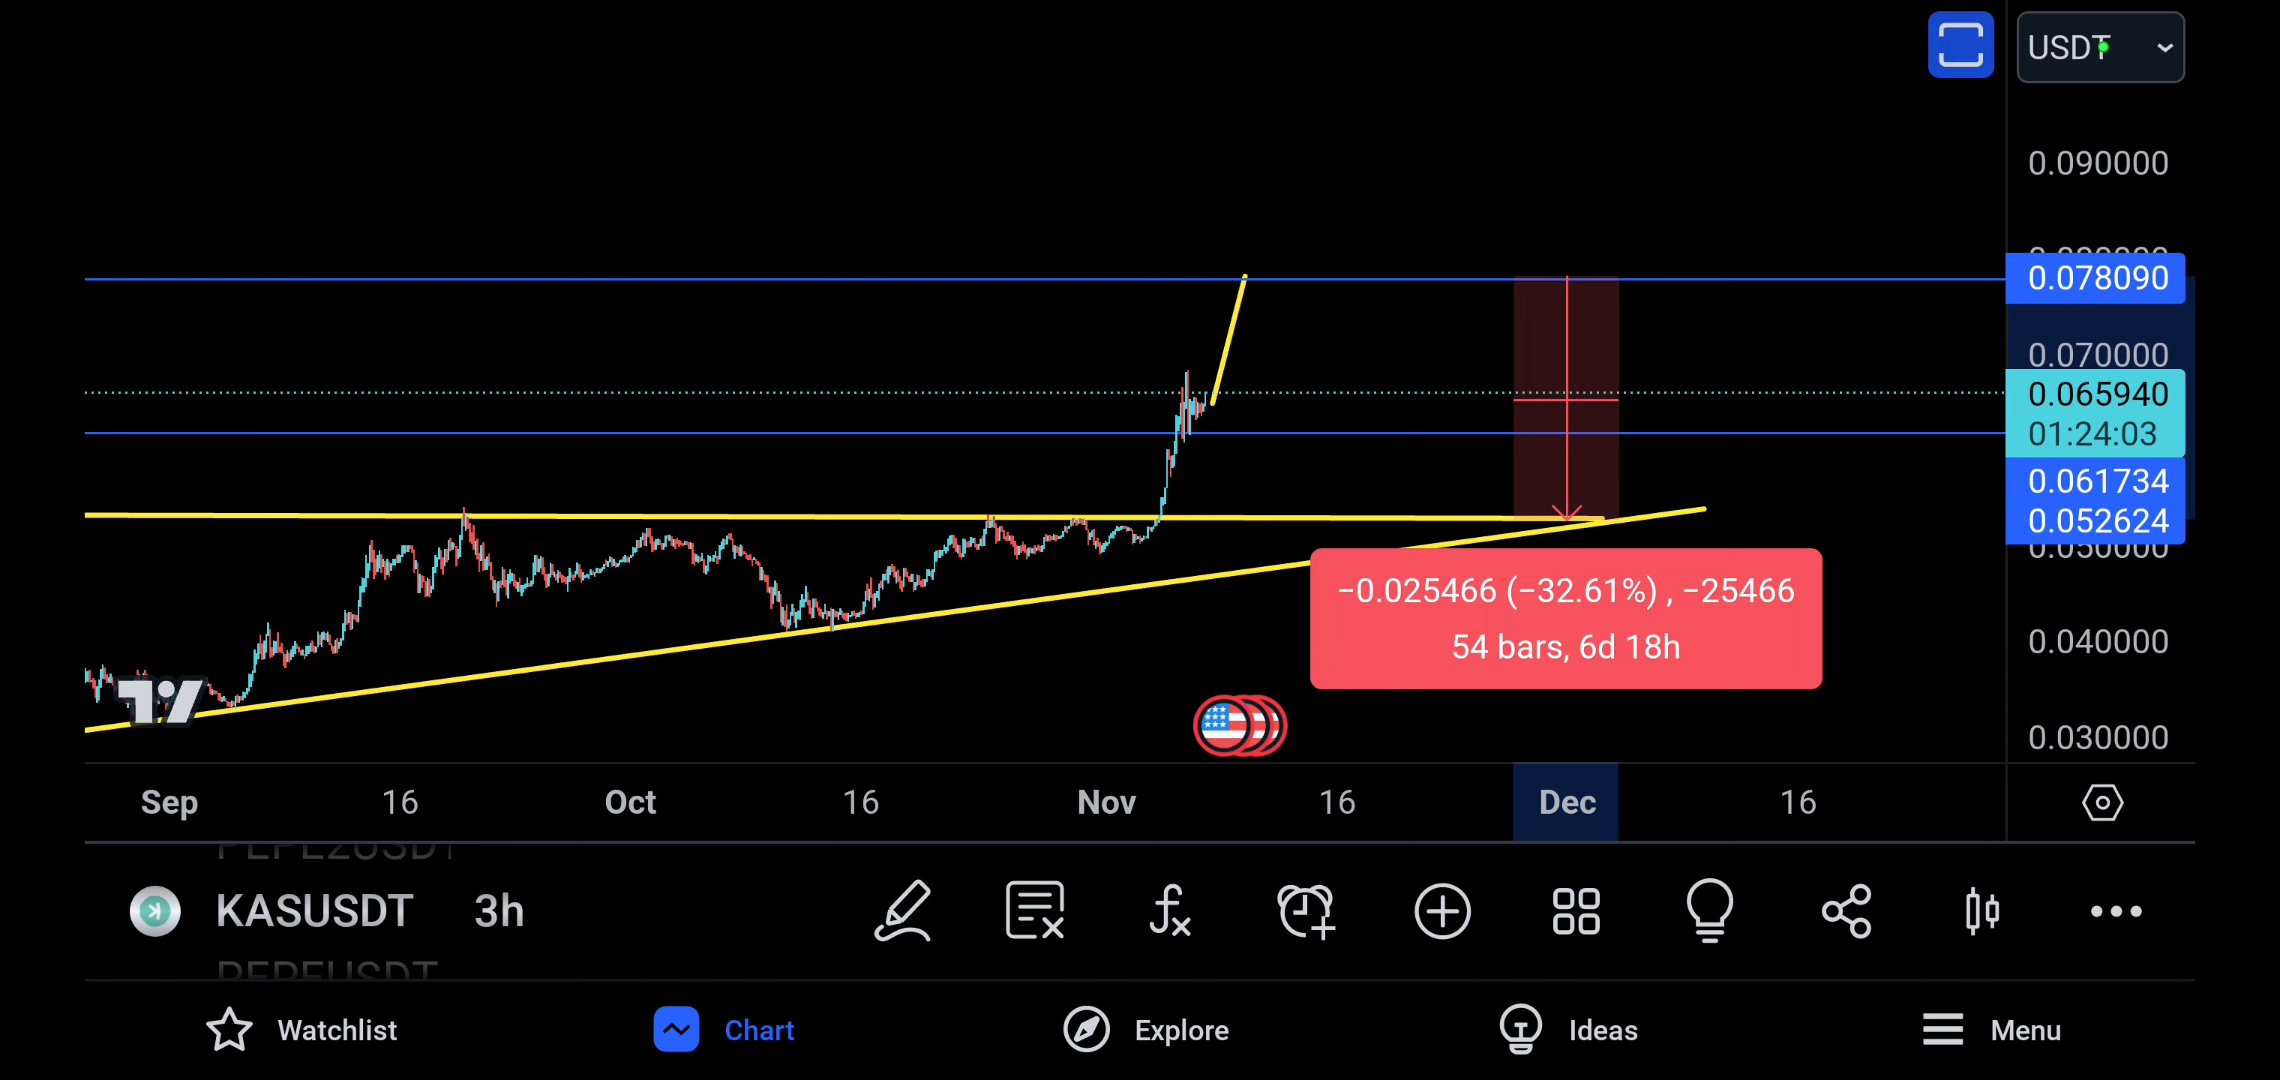 USDT
0.090000
0.078090
0.070000
0.065940
01:24:03
0.061734
0.052624
−0.025466 (−32.61%) , −25466
54 bars, 6d 18h
0.040000
0.030000
Sep 16 Oct 16 Nov 16 Dec 16
KASUSDT 3h
PEPEUSDT
Watchlist Chart Explore Ideas Menu